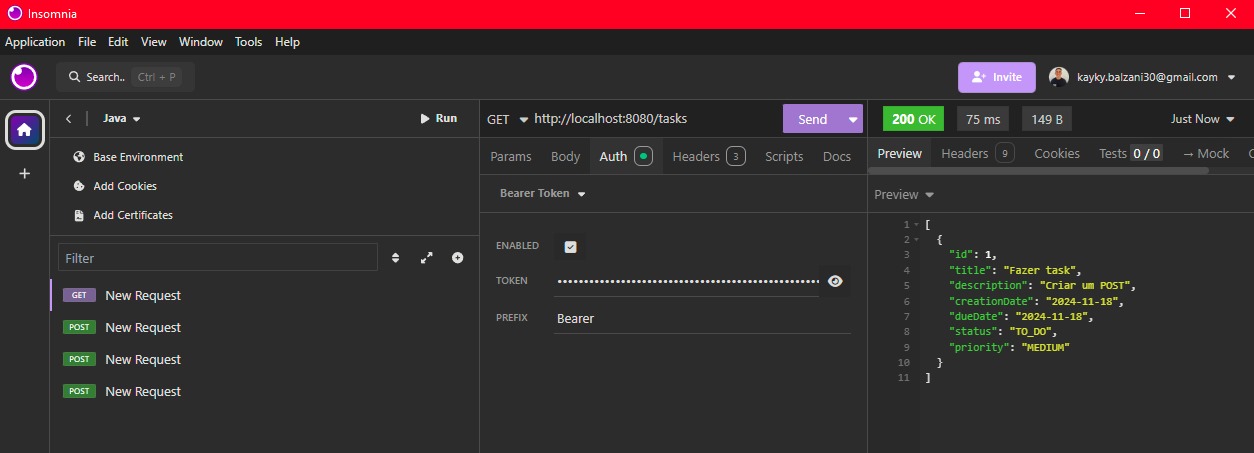 Insomnia
Application File Edit View Window Tools Help
Search.. Ctrl + P
Invite
kayky.balzani30@gmail.com
Java
Run
Base Environment
Add Cookies
Add Certificates
Filter
GET New Request
POST New Request
POST New Request
POST New Request
GET http://localhost:8080/tasks Send
Params Body Auth Headers 3 Scripts Docs
Bearer Token
ENABLED
TOKEN ••••••••••••••••••••••••••••••••••••••••••••••••
PREFIX Bearer
200 OK 75 ms 149 B Just Now
Preview Headers 9 Cookies Tests 0 / 0 → Mock
Preview
1 [
2 {
3 "id": 1,
4 "title": "Fazer task",
5 "description": "Criar um POST",
6 "creationDate": "2024-11-18",
7 "dueDate": "2024-11-18",
8 "status": "TO_DO",
9 "priority": "MEDIUM"
10 }
11 ]